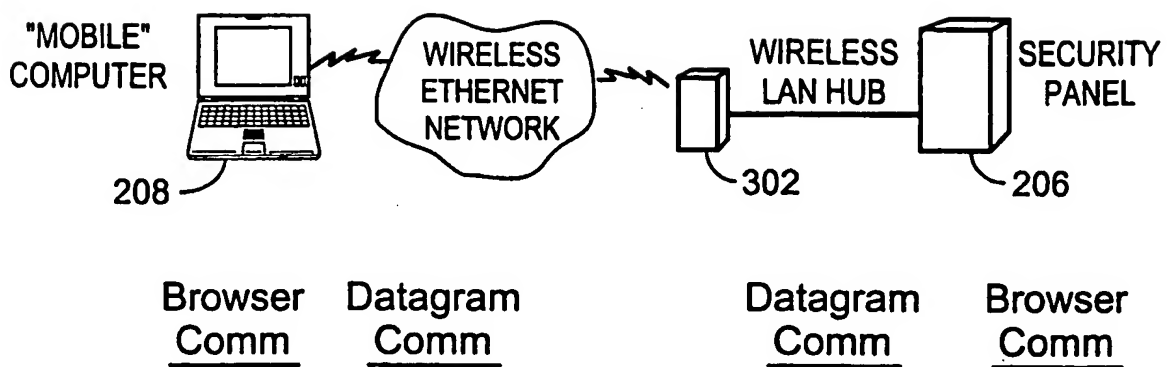 "MOBILE"
COMPUTER
208
WIRELESS
ETHERNET
NETWORK
WIRELESS
LAN HUB
302
SECURITY
PANEL
206
Browser
Comm
Datagram
Comm
Datagram
Comm
Browser
Comm